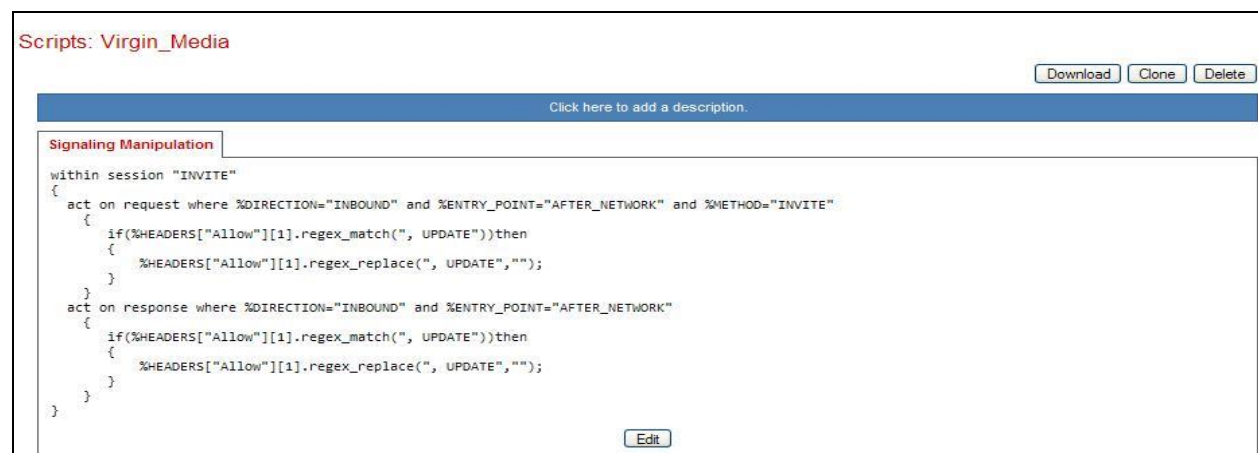 Scripts: Virgin_Media
Download Clone Delete
Click here to add a description.
Signaling Manipulation
within session "INVITE"
{
act on request where %DIRECTION="INBOUND" and %ENTRY_POINT="AFTER_NETWORK" and %METHOD="INVITE"
{
if(%HEADERS["Allow"][1].regex_match(", UPDATE"))then
{
%HEADERS["Allow"][1].regex_replace(", UPDATE","");
}
}
act on response where %DIRECTION="INBOUND" and %ENTRY_POINT="AFTER_NETWORK"
{
if(%HEADERS["Allow"][1].regex_match(", UPDATE"))then
{
%HEADERS["Allow"][1].regex_replace(", UPDATE","");
}
}
}
Edit